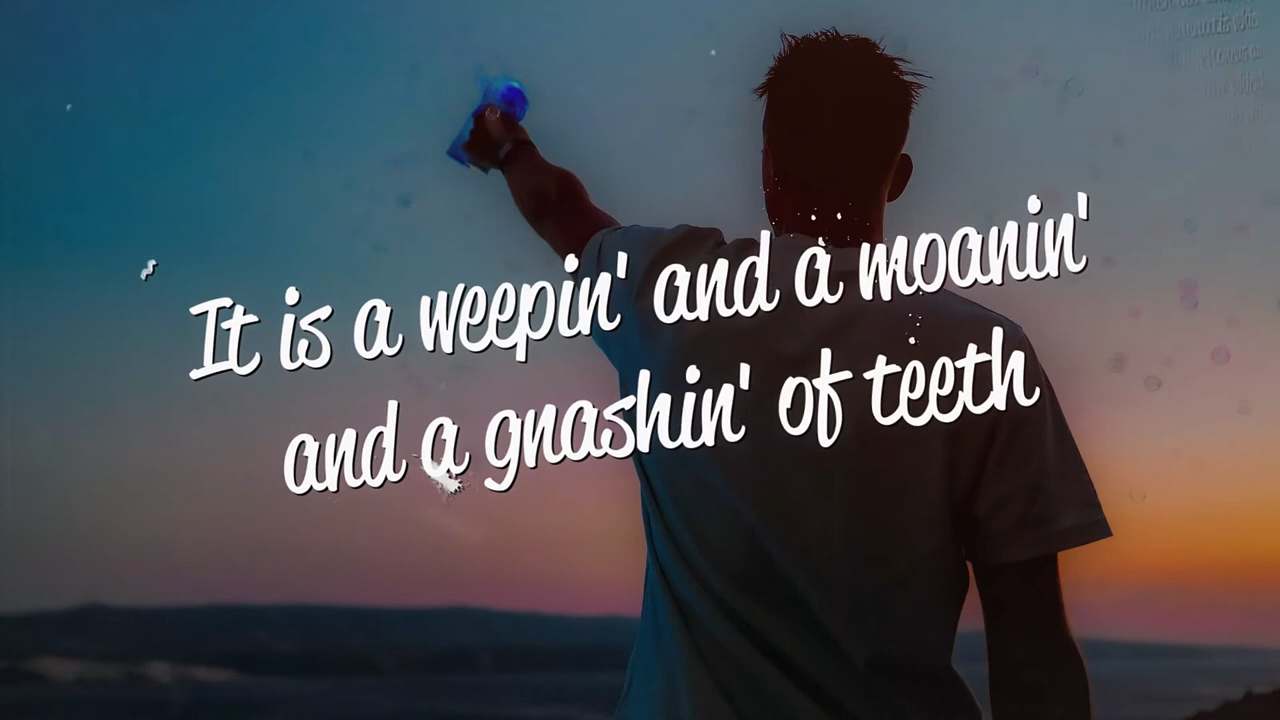 It is a weepin' and a moanin'
and a gnashin' of teeth